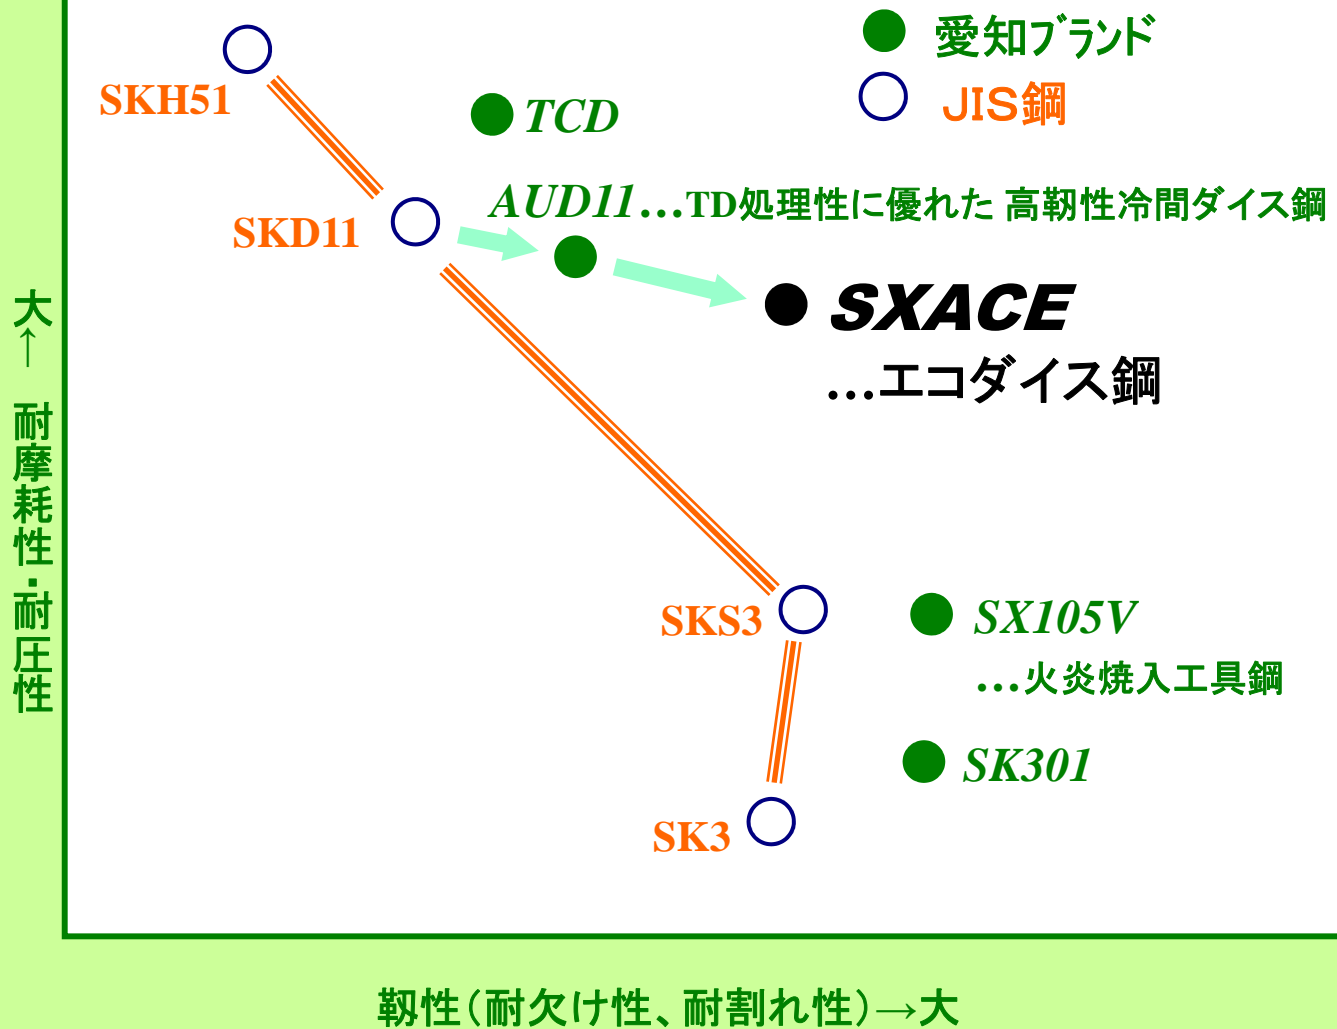 愛知ブランド
JIS鋼
SKH51
TCD
AUD11…TD処理性に優れた 高靭性冷間ダイス鋼
SKD11
SXACE
…エコダイス鋼
大← 耐摩耗性・耐圧性
SKS3
SX105V
…火炎焼入工具鋼
SK301
SK3
靭性(耐欠け性、耐割れ性)→大